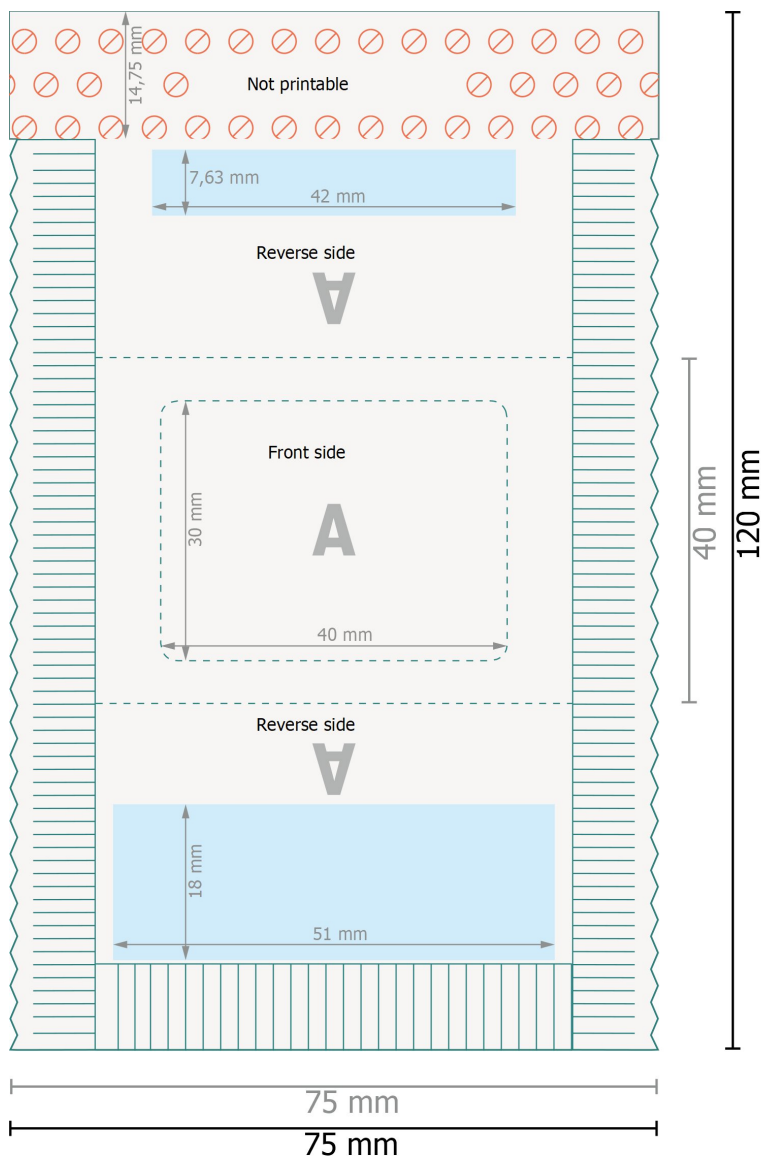 14,75 mm
Not printable
7,63 mm
42 mm
Reverse side
A
Front side
30 mm
A
40 mm
40 mm
120 mm
Reverse side
A
18 mm
51 mm
75 mm
75 mm